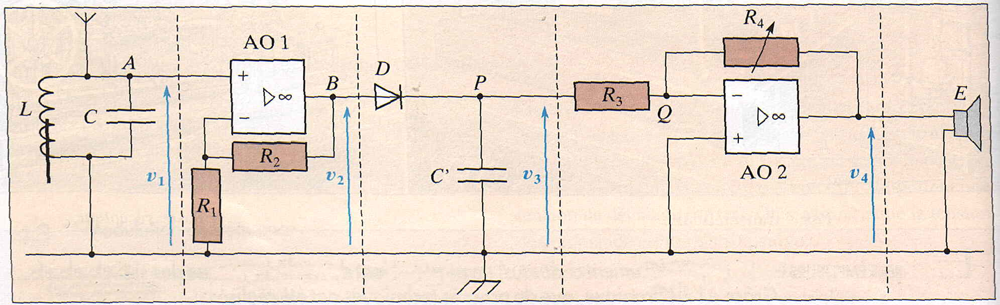 AO 1
R4
A
+
B
D
P
∞
R3
−
E
L
C
−
Q
∞
R2
+
v1
v2
C’
v3
AO 2
v4
R1